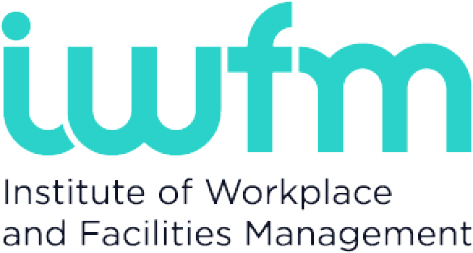 iwfm
Institute of Workplace
and Facilities Management